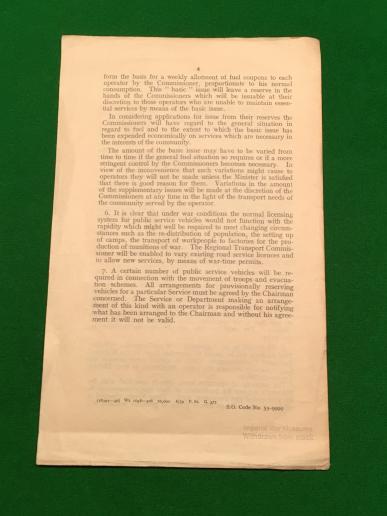 4
form the basis for a weekly allotment of fuel coupons to each
operator by the Commissioner, proportionate to his normal
consumption. This "basic" issue will leave a reserve in the
hands of the Commissioners which will be issuable at their
discretion to those operators who are unable to maintain essen-
tial services by means of the basic issue.
In considering applications for issue from their reserves the
Commissioners will have regard to the general situation in
regard to fuel and to the extent to which the basic issue has
been expended economically on services which are necessary in
the interests of the community.
The amount of the basic issue may have to be varied from
time to time if the general fuel situation so requires or if a more
stringent control by the Commissioners becomes necessary. In
view of the inconvenience that such variations might cause to
operators they will not be made unless the Minister is satisfied
that there is good reason for them. Variations in the amount
of the supplementary issues will be made at the discretion of the
Commissioners at any time in the light of the transport needs of
the community served by the operator.
6. It is clear that under war conditions the normal licensing
system for public service vehicles would not function with the
rapidity which might well be required to meet changing circum-
stances such as the re-distribution of population, the setting up
of camps, the transport of workpeople to factories for the pro-
duction of munitions of war. The Regional Transport Commis-
sioner will be enabled to vary existing road service licences and
to allow new services, by means of war-time permits.
7. A certain number of public service vehicles will be re-
quired in connection with the movement of troops and evacua-
tion schemes. All arrangements for provisionally reserving
vehicles for a particular Service must be agreed by the Chairman
concerned. The Service or Department making an arrange-
ment of this kind with an operator is responsible for notifying
what has been arranged to the Chairman and without his agree-
ment it will not be valid.
S.O. Code No. 55-9999
Imperial War Museums
Withdrawn from stock